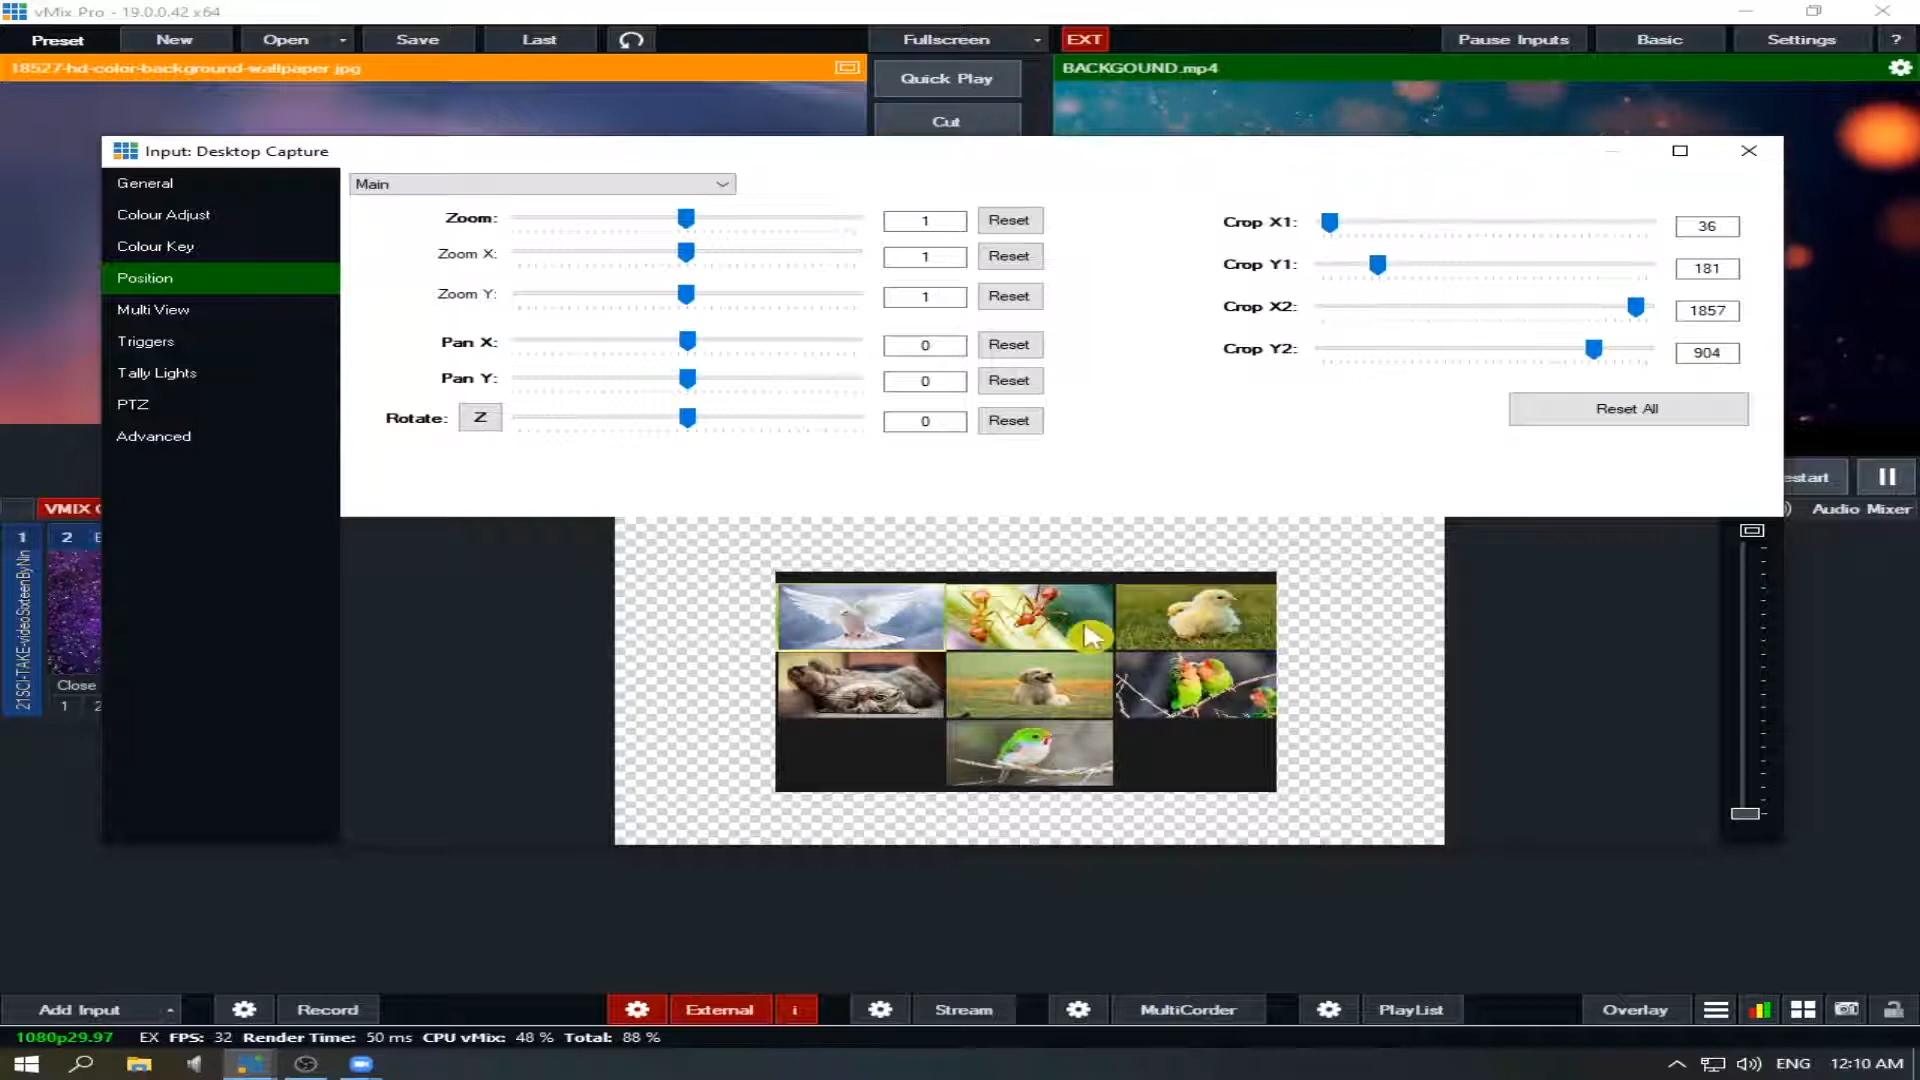 vMix Pro - 19.0.0.42 x64
Preset New Open Save Last Fullscreen EXT Pause Inputs Basic Settings ?
18527-hd-color-background-wallpaper jpg Quick Play BACKGOUND.mp4
Cut
Input: Desktop Capture
General Main
Colour Adjust
Colour Key
Position
Multi View
Triggers
Tally Lights
PTZ
Advanced
Zoom: 1 Reset
Zoom X: 1 Reset
Zoom Y: 1 Reset
Pan X: 0 Reset
Pan Y: 0 Reset
Rotate: Z 0 Reset
Crop X1: 36
Crop Y1: 181
Crop X2: 1857
Crop Y2: 904
Reset All
estart
VMIX Audio Mixer
1 2 E
21SCI-TAKE-videoSixteenByNin
Close
1 2
Add Input Record External i Stream MultiCorder PlayList Overlay
1080p29.97 EX FPS: 32 Render Time: 50 ms CPU vMix: 48 % Total: 88 %
ENG 12:10 AM